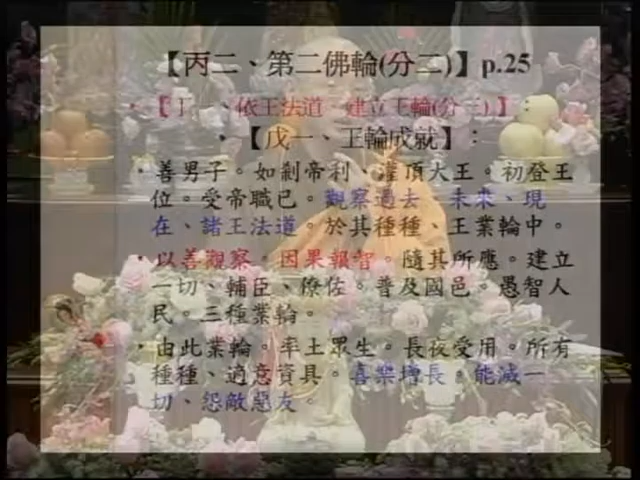 【丙二、第二佛輪(分二)】p.25
•【丁一、依王法道 建立王輪(分三)】：
•【戊一、王輪成就】：
•善男子。如剎帝利、灌頂大王。初登王
位。受帝職已。觀察過去、未來、現
在、諸王法道。於其種種、王業輪中。
•以善觀察。因果報智。隨其所應。建立
一切、輔臣、僚佐。普及國邑。愚智人
民。三種業輪。
•由此業輪。率土眾生。長夜受用。所有
種種、適意資具。喜樂增長。能滅一
切、怨敵惡友。